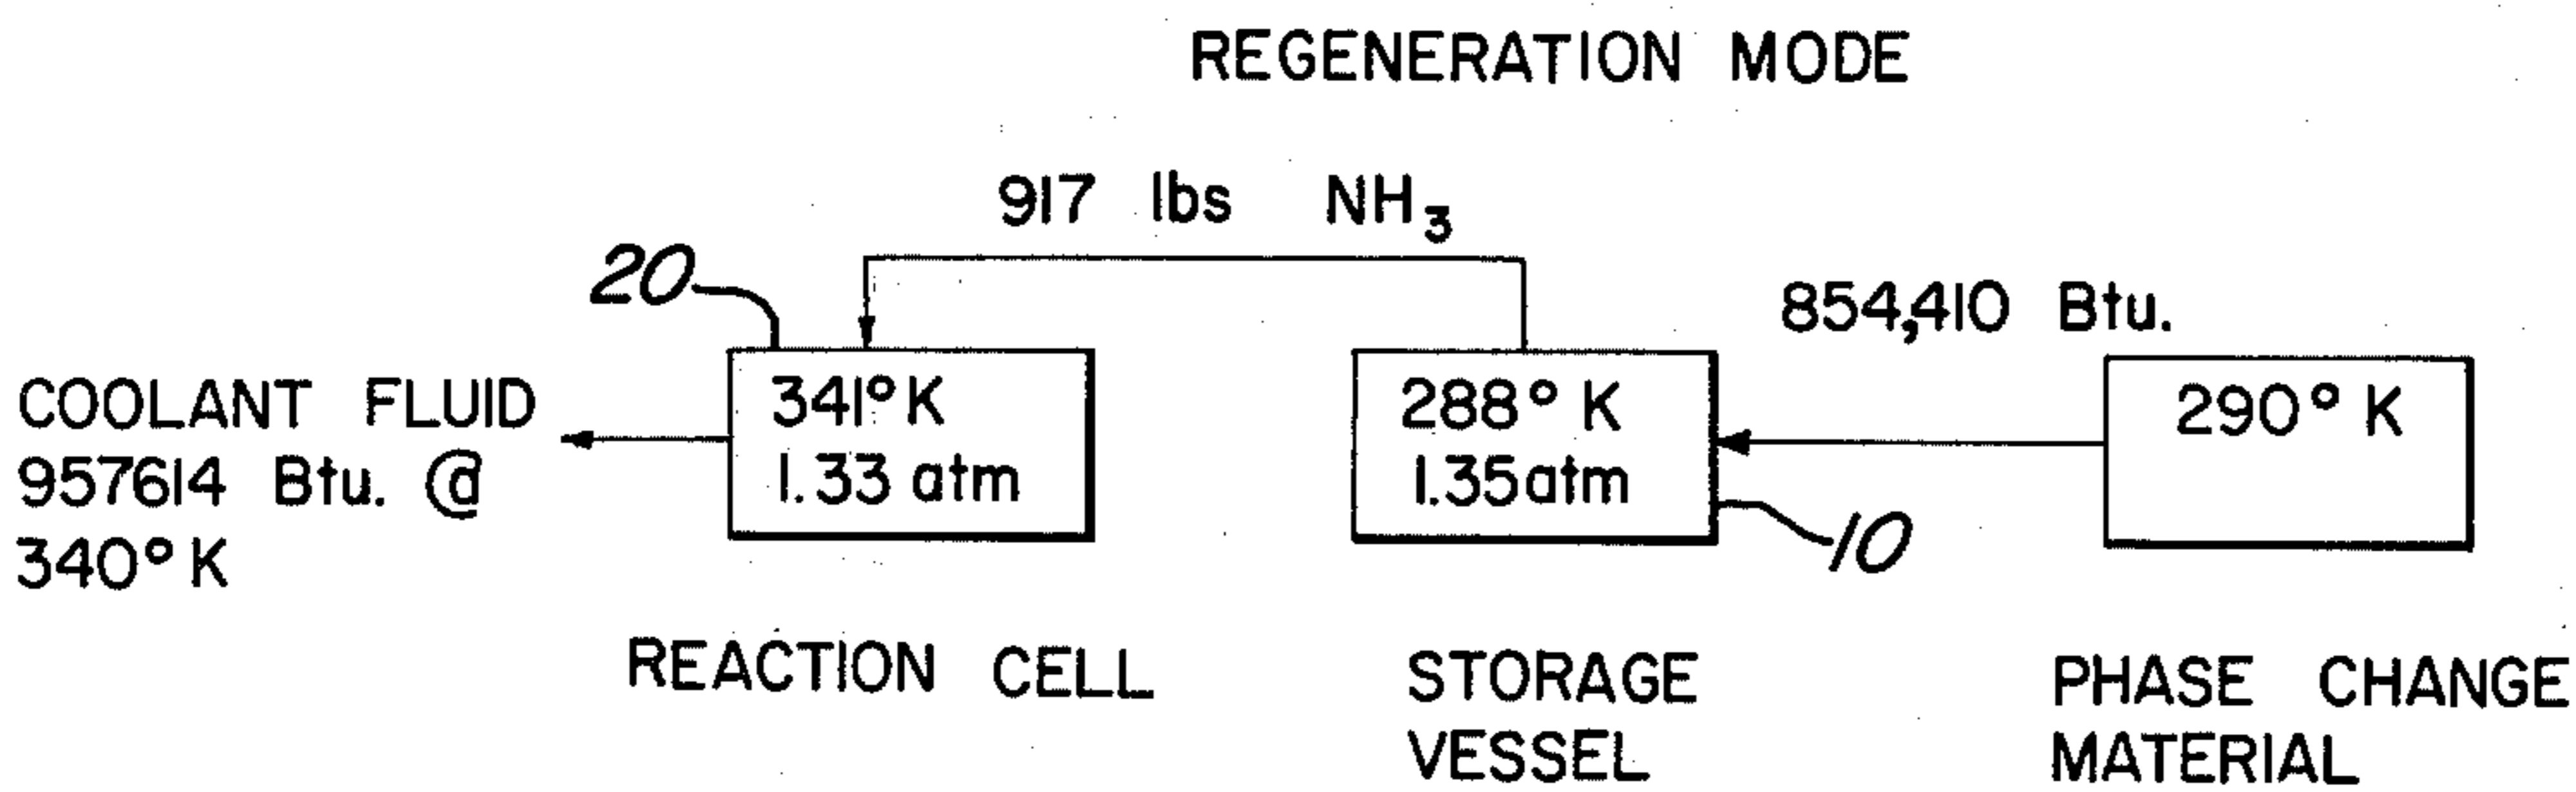 REGENERATION MODE
917 lbs NH₃
20
854,410 Btu.
COOLANT FLUID
957614 Btu. @
340° K
341° K
1.33 atm
288° K
1.35 atm
10
290° K
REACTION CELL
STORAGE
VESSEL
PHASE CHANGE
MATERIAL